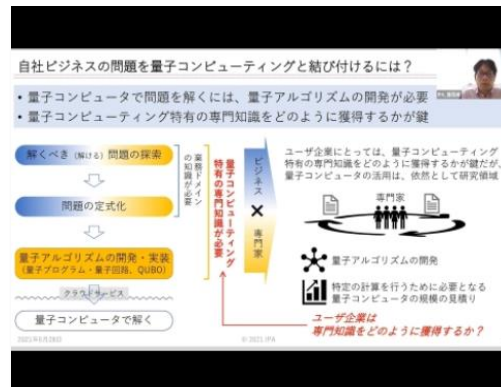 自社ビジネスの問題を量子コンピューティングと結び付けるには？
• 量子コンピュータで問題を解くには、量子アルゴリズムの開発が必要
• 量子コンピューティング特有の専門知識をどのように獲得するかが鍵
解くべき（解ける）問題の探索
問題の定式化
量子アルゴリズムの開発・実装
（量子プログラム・量子回路、QUBO）
クラウドサービス
量子コンピュータで解く
業務ドメイン
の知識が必要
量子コンピューティング
特有の専門知識が必要
ビジネス
×
専門家
ユーザ企業にとっては、量子コンピューティング
特有の専門知識をどのように獲得するかが鍵だが、
量子コンピュータの活用は、依然として研究領域
専門家
量子アルゴリズムの開発
特定の計算を行うために必要となる
量子コンピュータの規模の見積り
ユーザ企業は
専門知識をどのように獲得するか？
© 2021 IPA